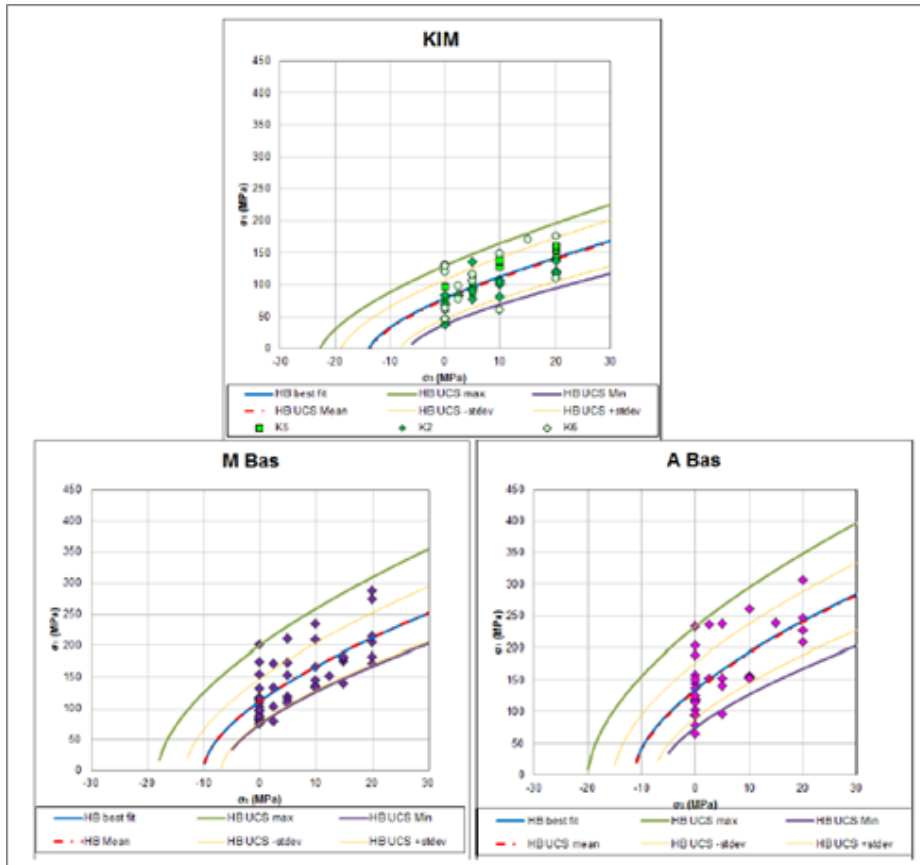 KIM
450
400
350
300
250
200
150
100
50
0
-30 -20 -10 0 10 20 30
σ₁ (MPa)
σ₃ (MPa)
HB best fit HB UCS max HB UCS Min
HB UCS Mean HB UCS -stdev HB UCS +stdev
K5 K2 K6
M Bas
450
400
350
300
250
200
150
100
50
0
-30 -20 -10 0 10 20 30
σ₁ (MPa)
σ₃ (MPa)
HB best fit HB UCS max HB UCS Min
HB Mean HB UCS -stdev HB UCS +stdev
A Bas
450
400
350
300
250
200
150
100
50
0
-30 -20 -10 0 10 20 30
σ₁ (MPa)
σ₃ (MPa)
HB best fit HB UCS max HB UCS Min
HB UCS mean HB UCS -stdev HB UCS +stdev